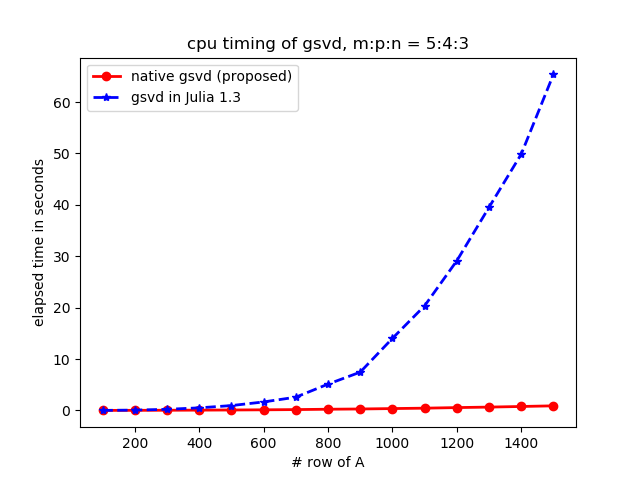 cpu timing of gsvd, m:p:n = 5:4:3
native gsvd (proposed)
gsvd in Julia 1.3
elapsed time in seconds
60
50
40
30
20
10
0
200 400 600 800 1000 1200 1400
# row of A